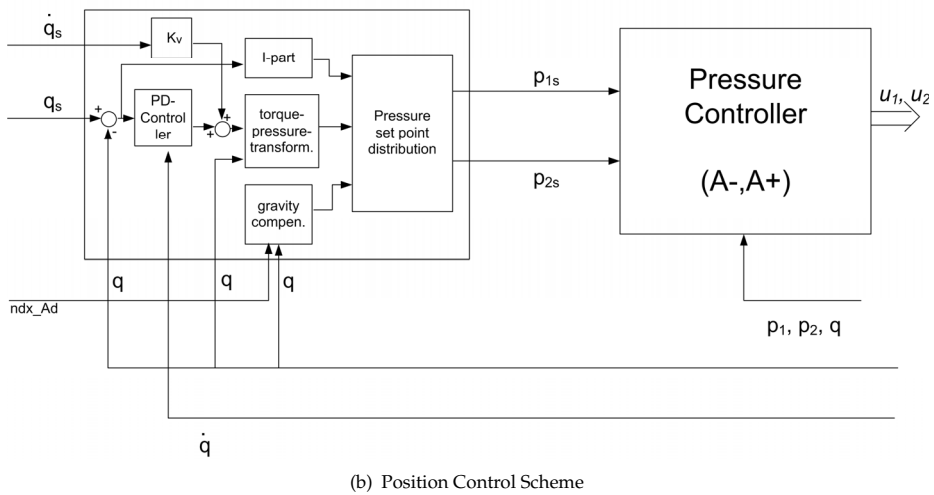 q̇s
Kv
I-part
qs
+
-
PD-
Control
ler
+
+
torque-
pressure-
transform.
Pressure
set point
distribution
gravity
compen.
p1s
p2s
Pressure
Controller
(A-,A+)
u1, u2
q
q
q
ndx_Ad
p1, p2, q
q̇
(b) Position Control Scheme